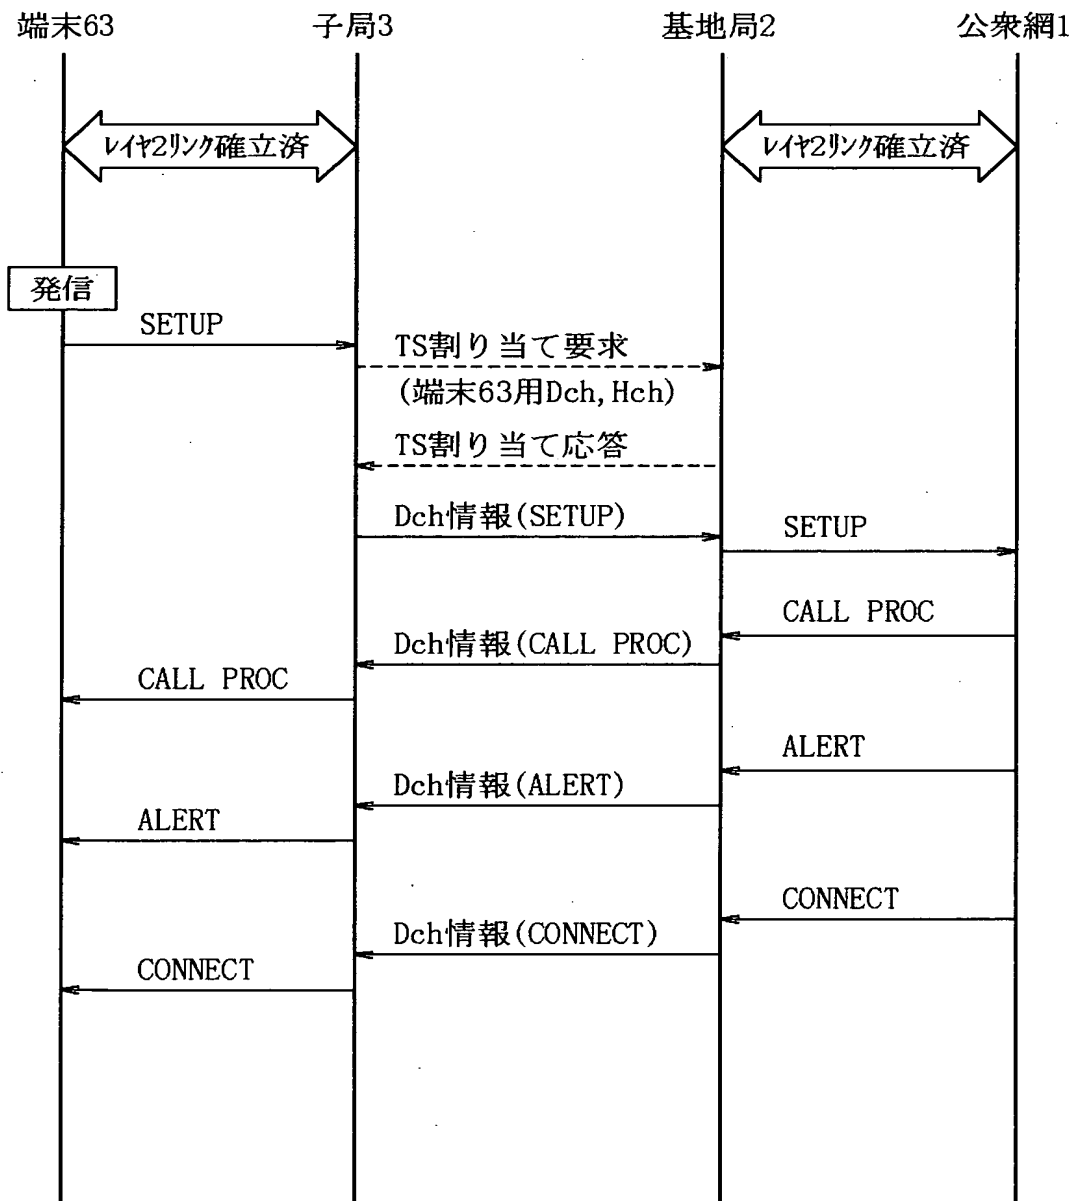 端末63 子局3 基地局2 公衆網1
ﾚｲﾔ2ﾘﾝｸ確立済 ﾚｲﾔ2ﾘﾝｸ確立済
発信
SETUP
TS割り当て要求
(端末63用Dch,Hch)
TS割り当て応答
Dch情報(SETUP)
SETUP
CALL PROC
Dch情報(CALL PROC)
CALL PROC
ALERT
Dch情報(ALERT)
ALERT
CONNECT
Dch情報(CONNECT)
CONNECT